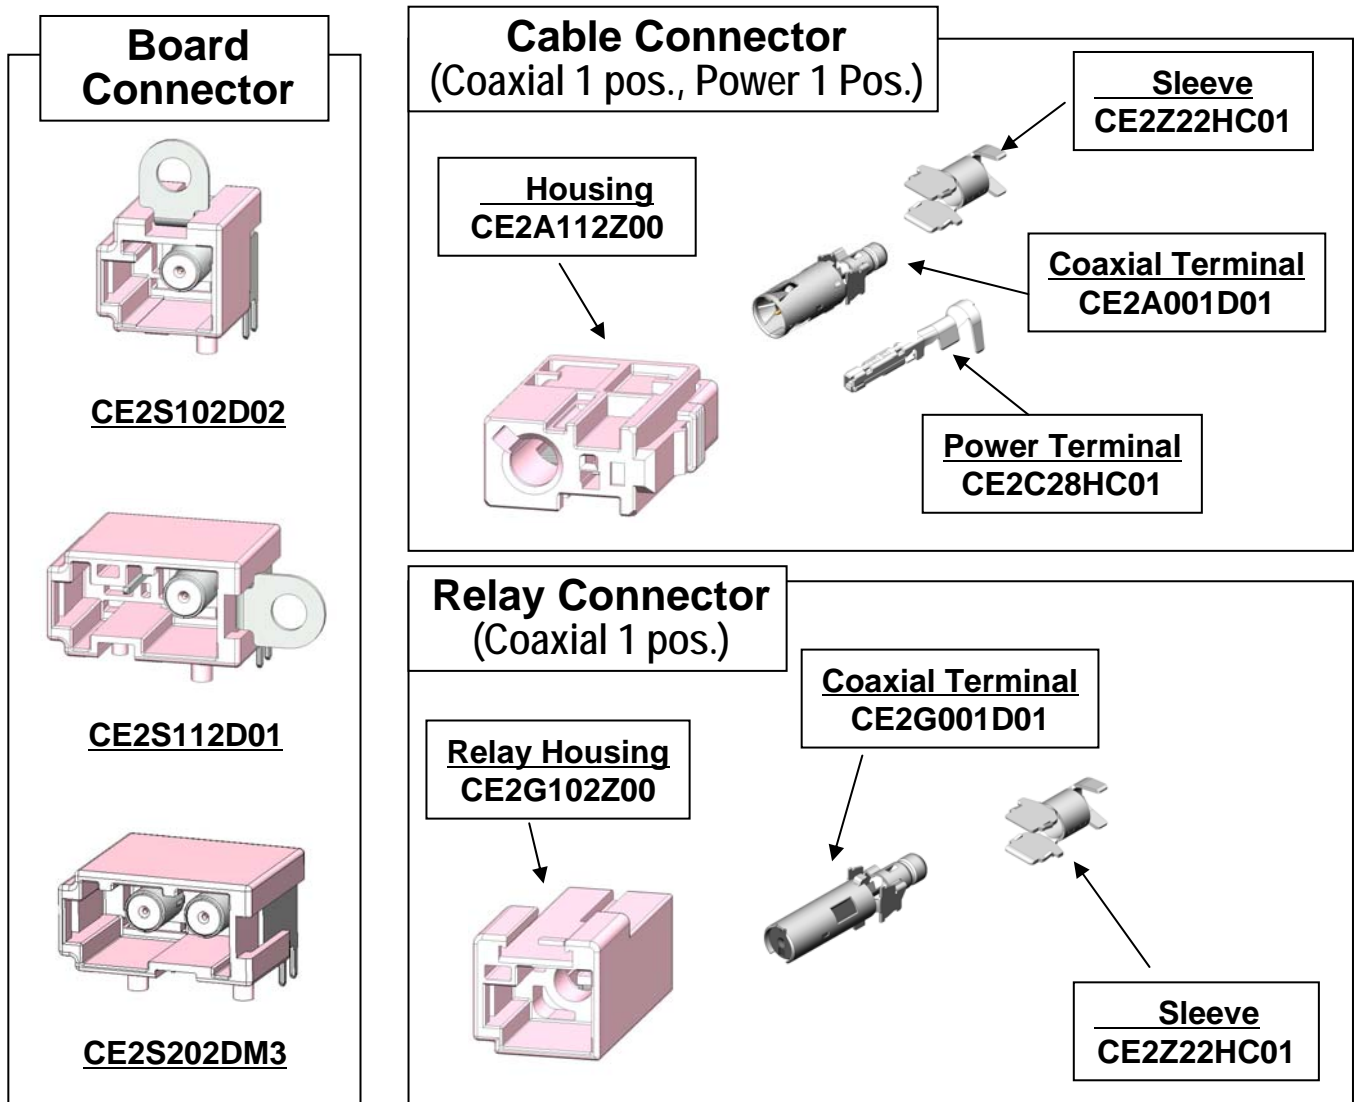 Board
Connector
CE2S102D02
CE2S112D01
CE2S202DM3
Cable Connector
(Coaxial 1 pos., Power 1 Pos.)
Sleeve
CE2Z22HC01
Housing
CE2A112Z00
Coaxial Terminal
CE2A001D01
Power Terminal
CE2C28HC01
Relay Connector
(Coaxial 1 pos.)
Coaxial Terminal
CE2G001D01
Relay Housing
CE2G102Z00
Sleeve
CE2Z22HC01